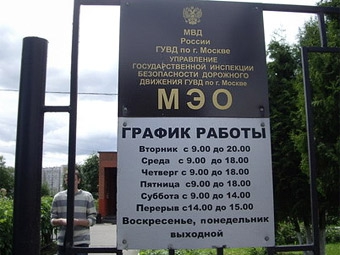 МВД
России
ГУВД по г. Москве
УПРАВЛЕНИЕ
ГОСУДАРСТВЕННОЙ ИНСПЕКЦИИ
БЕЗОПАСНОСТИ ДОРОЖНОГО
ДВИЖЕНИЯ ГУВД по г. Москве
МЭО
ГРАФИК РАБОТЫ
Вторник с 9.00 до 20.00
Среда с 9.00 до 18.00
Четверг с 9.00 до 18.00
Пятница с9.00 до 18.00
Суббота с 9.00 до 14.00
Перерыв с14.00 до 15.00
Воскресенье, понедельник
выходной